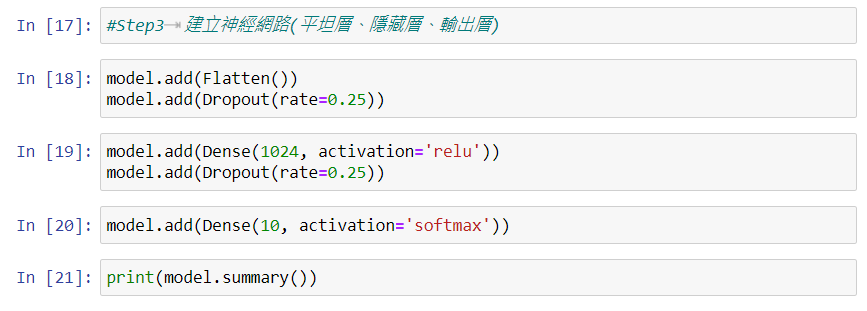 In [17]: #Step3⇥建立神經網路(平坦層、隱藏層、輸出層)
In [18]: model.add(Flatten())
model.add(Dropout(rate=0.25))
In [19]: model.add(Dense(1024, activation='relu'))
model.add(Dropout(rate=0.25))
In [20]: model.add(Dense(10, activation='softmax'))
In [21]: print(model.summary())